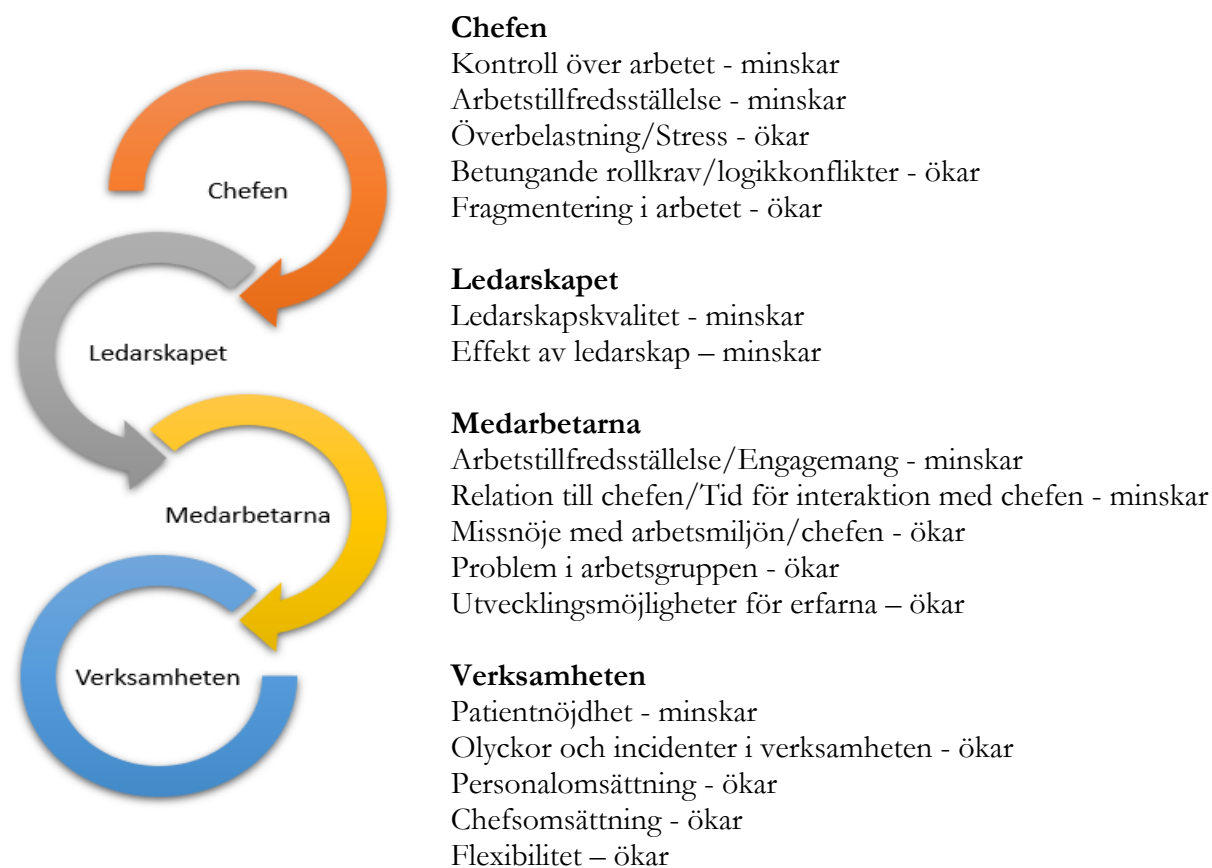 Chefen
Ledarskapet
Medarbetarna
Verksamheten
Chefen
Kontroll över arbetet - minskar
Arbetstillfredsställelse - minskar
Överbelastning/Stress - ökar
Betungande rollkrav/logikkonflikter - ökar
Fragmentering i arbetet - ökar
Ledarskapet
Ledarskapskvalitet - minskar
Effekt av ledarskap – minskar
Medarbetarna
Arbetstillfredsställelse/Engagemang - minskar
Relation till chefen/Tid för interaktion med chefen - minskar
Missnöje med arbetsmiljön/chefen - ökar
Problem i arbetsgruppen - ökar
Utvecklingsmöjligheter för erfarna – ökar
Verksamheten
Patientnöjdhet - minskar
Olyckor och incidenter i verksamheten - ökar
Personalomsättning - ökar
Chefsomsättning - ökar
Flexibilitet – ökar